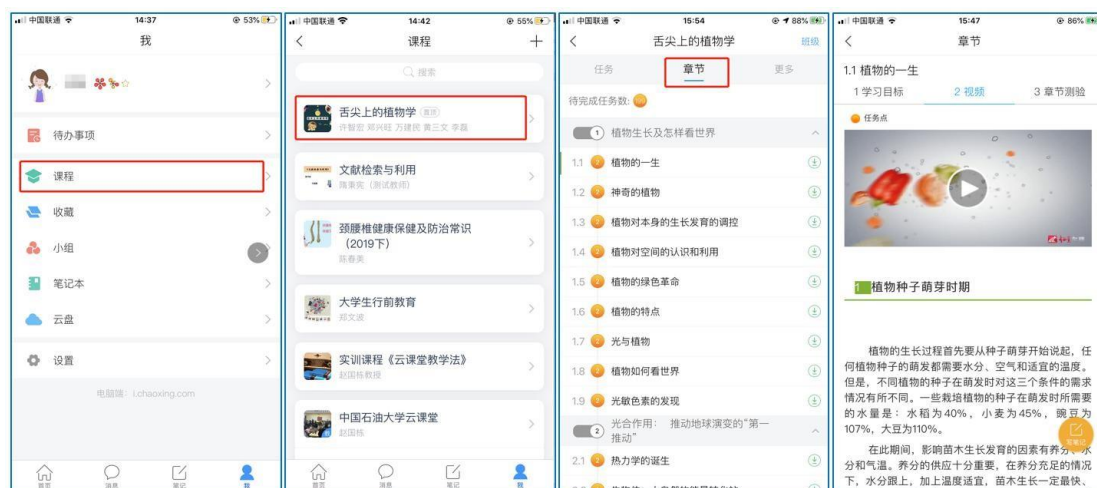 中国联通
14:37
53%
我
待办事项
课程
收藏
小组
笔记本
云盘
设置
电脑端：i.chaoxing.com
首页
消息
笔记
我
中国联通
14:42
55%
课程
搜索
舌尖上的植物学
许智宏 郑兴旺 万建民 黄三文 李磊
文献检索与利用
隋秉宪（测试教师）
颈腰椎健康保健及防治常识
（2019下）
陈春美
大学生行前教育
郑文波
实训课程《云课堂教学法》
赵国栋教授
中国石油大学云课堂
赵国栋
首页
消息
笔记
我
中国联通
15:54
88%
舌尖上的植物学
班级
任务
章节
更多
待完成任务数:
1 植物生长及怎样看世界
1.1 2 植物的一生
1.2 2 神奇的植物
1.3 2 植物对本身的生长发育的调控
1.4 2 植物对空间的认识和利用
1.5 2 植物的绿色革命
1.6 2 植物的特点
1.7 2 光与植物
1.8 2 植物如何看世界
1.9 2 光敏色素的发现
2 光合作用： 推动地球演变的“第一
推动”
2.1 2 热力学的诞生
中国联通
15:47
86%
章节
1.1 植物的一生
1 学习目标
2 视频
3 章节测验
任务点
1 植物种子萌芽时期
植物的生长过程首先要从种子萌芽开始说起，任
何植物种子的萌发都需要水分、空气和适宜的温度。
但是，不同植物的种子在萌发时对这三个条件的需求
情况有所不同。一些栽培植物的种子在萌发时所需要
的水量是：水稻为40%，小麦为45%，豌豆为
107%，大豆为110%。
写笔记
在此期间，影响苗木生长发育的因素有养分、水
分和气温。养分的供应十分重要，在养分充足的情况
下，水分跟上，加上温度适宜，苗木生长一定最快、